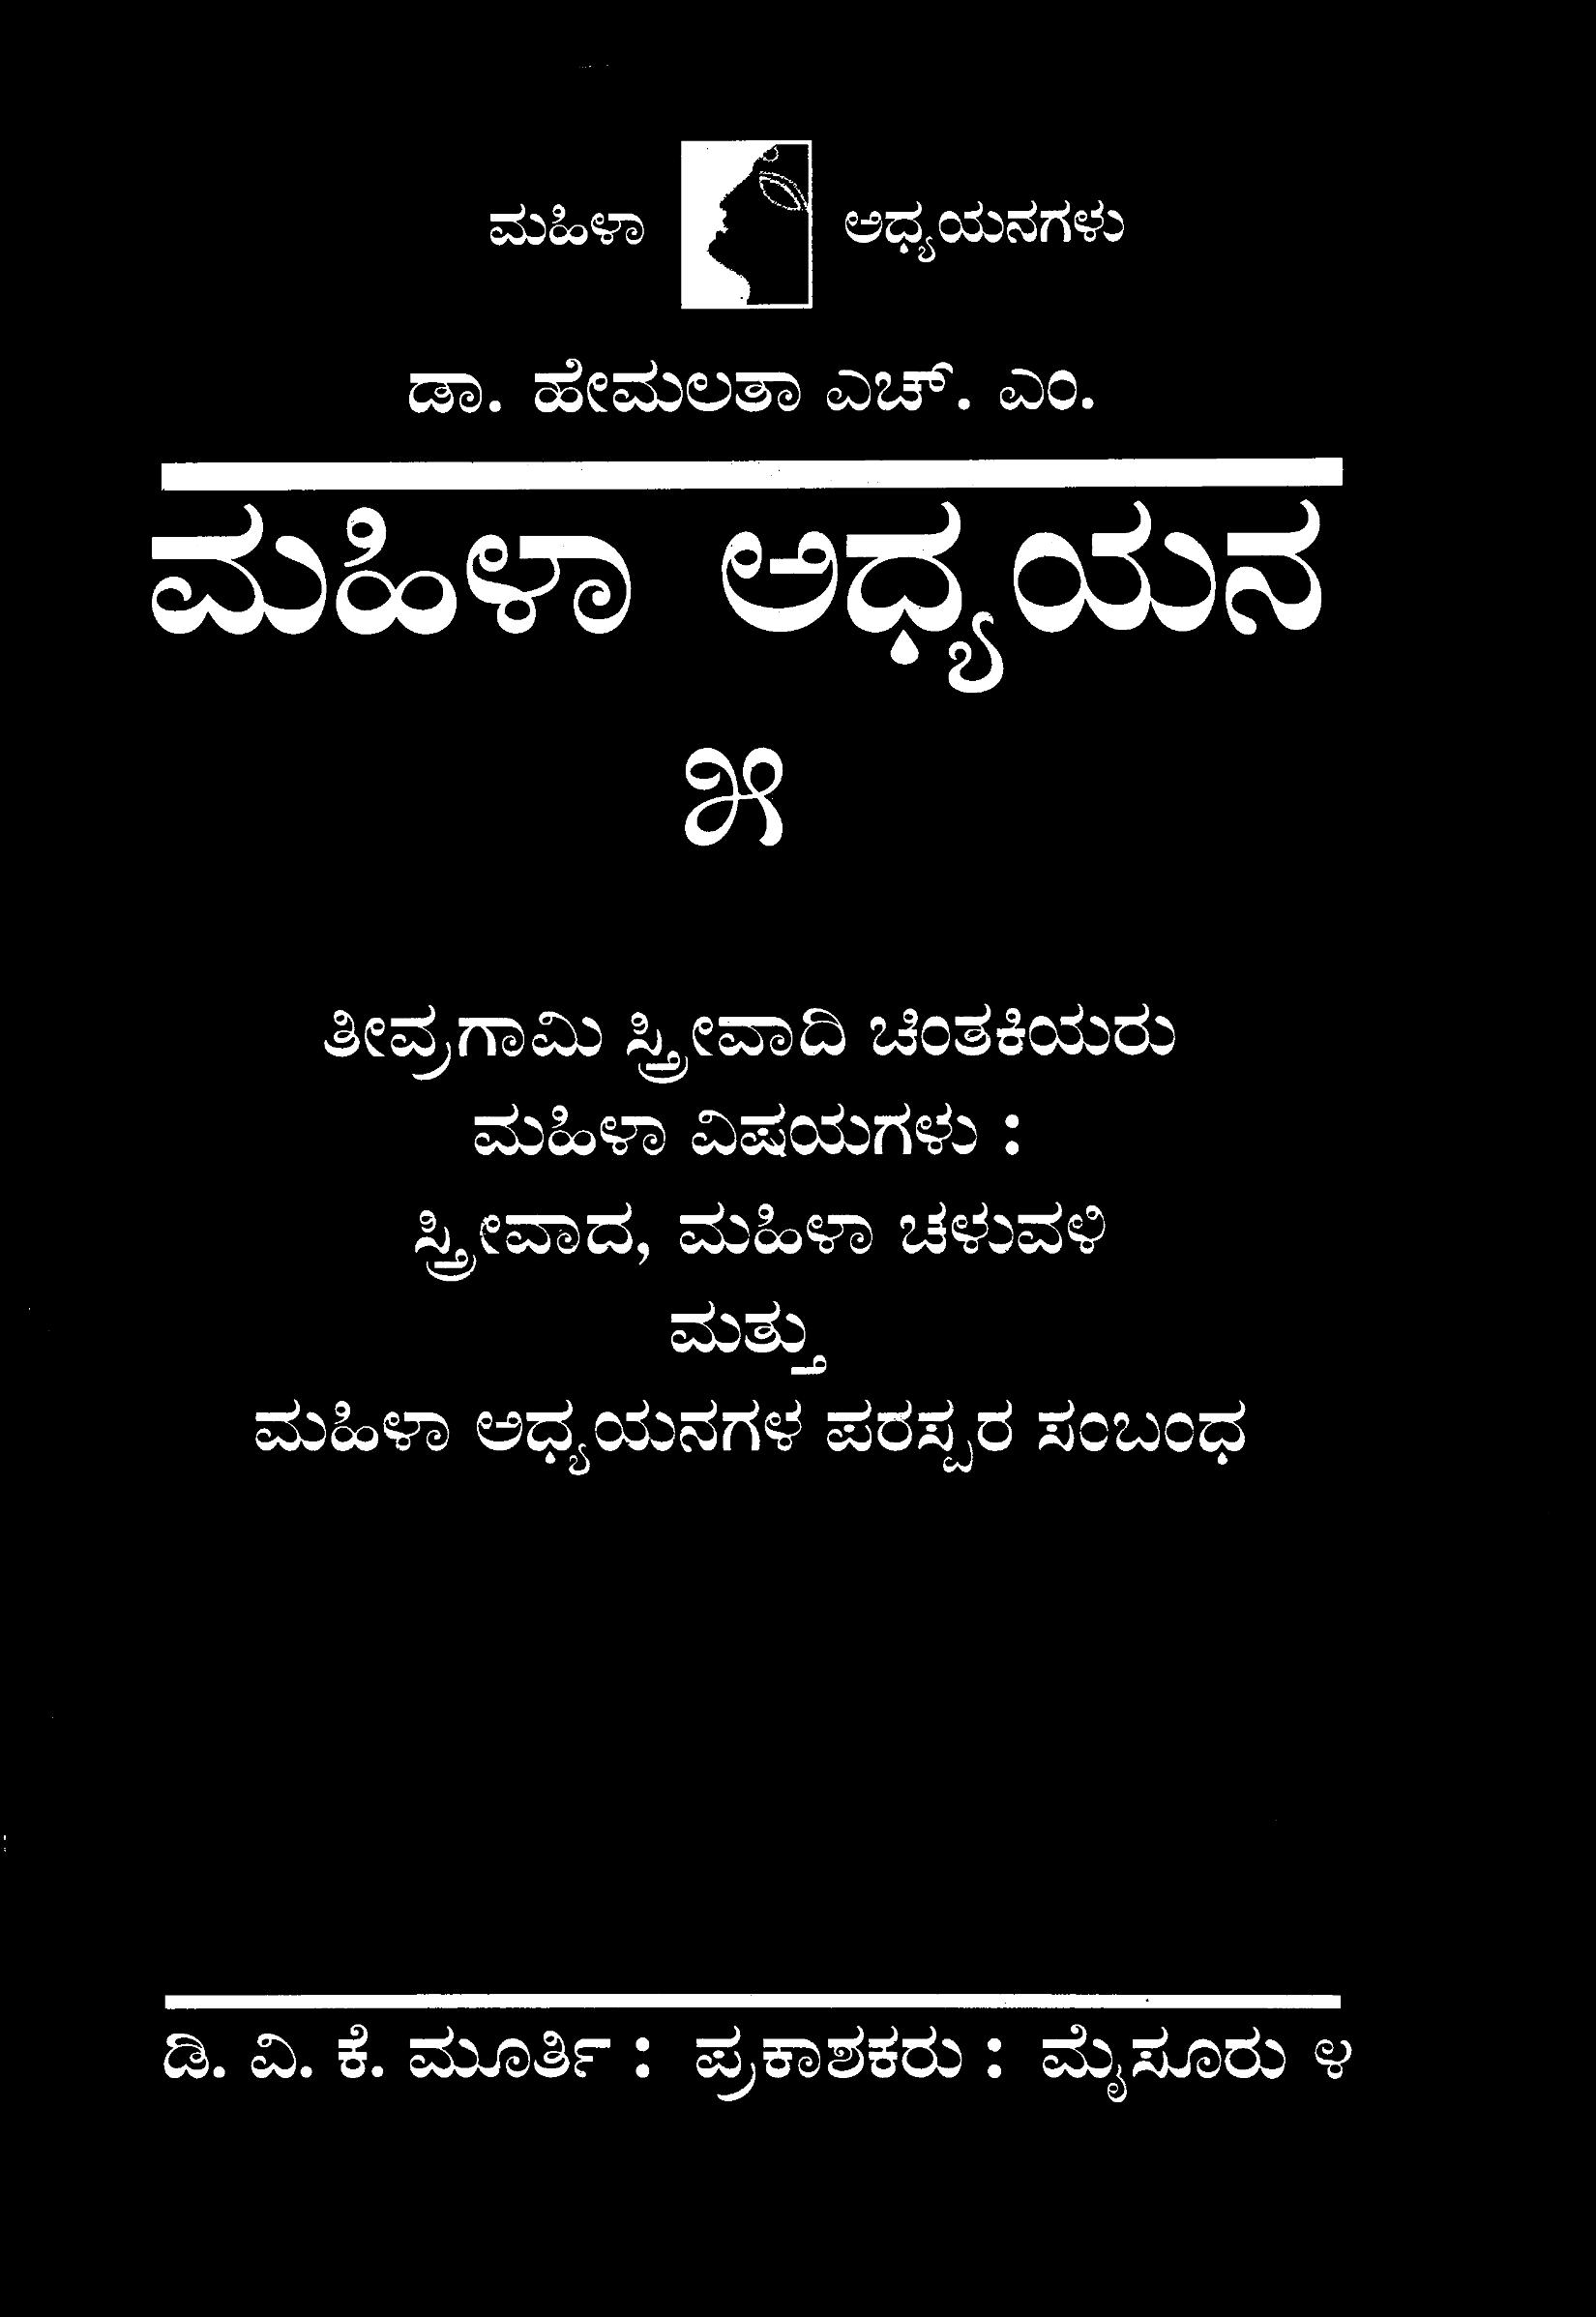 ಮಹಿಳಾ ಅಧ್ಯಯನಗಳು
ಡಾ. ಹೇಮಲತಾ ಎಚ್. ಎಂ.
ಮಹಿಳಾ ಅಧ್ಯಯನ
೫
ತೀವ್ರಗಾಮಿ ಸ್ತ್ರೀವಾದಿ ಚಿಂತಕಿಯರು
ಮಹಿಳಾ ವಿಷಯಗಳು :
ಸ್ತ್ರೀವಾದ, ಮಹಿಳಾ ಚಳುವಳಿ
ಮತ್ತು
ಮಹಿಳಾ ಅಧ್ಯಯನಗಳ ಪರಸ್ಪರ ಸಂಬಂಧ
ಡಿ. ವಿ. ಕೆ. ಮೂರ್ತಿ : ಪ್ರಕಾಶಕರು : ಮೈಸೂರು ೪